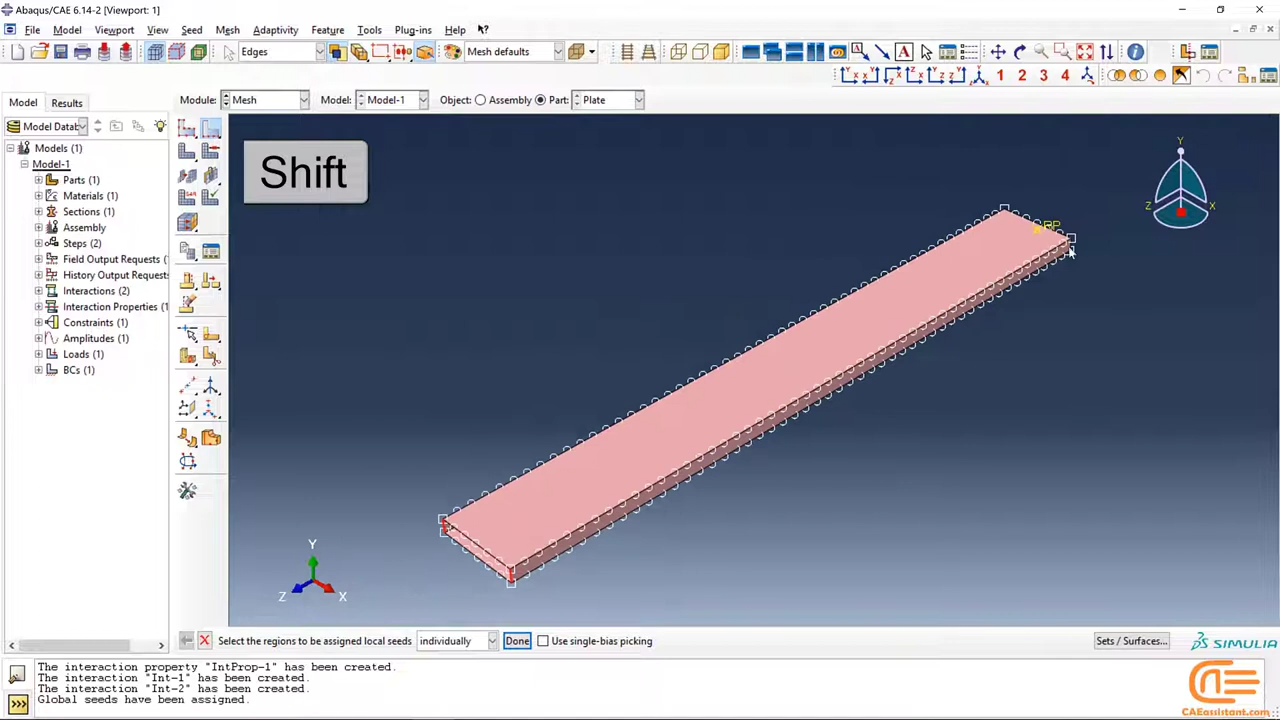 Abaqus/CAE 6.14-2 [Viewport: 1]
File Model Viewport View Seed Mesh Adaptivity Feature Tools Plug-ins Help
Edges Mesh defaults
1 2 3 4
Model Results Module: Mesh Model: Model-1 Object: Assembly Part: Plate
Model Datab
Models (1)
Model-1
Parts (1)
Materials (1)
Sections (1)
Assembly
Steps (2)
Field Output Requests
History Output Requests
Interactions (2)
Interaction Properties (1
Constraints (1)
Amplitudes (1)
Loads (1)
BCs (1)
Shift
RP
Y
Z X
Y
Z X
Select the regions to be assigned local seeds individually Done Use single-bias picking Sets / Surfaces...
SIMULIA
The interaction property "IntProp-1" has been created.
The interaction "Int-1" has been created.
The interaction "Int-2" has been created.
Global seeds have been assigned.
CAEassistant.com